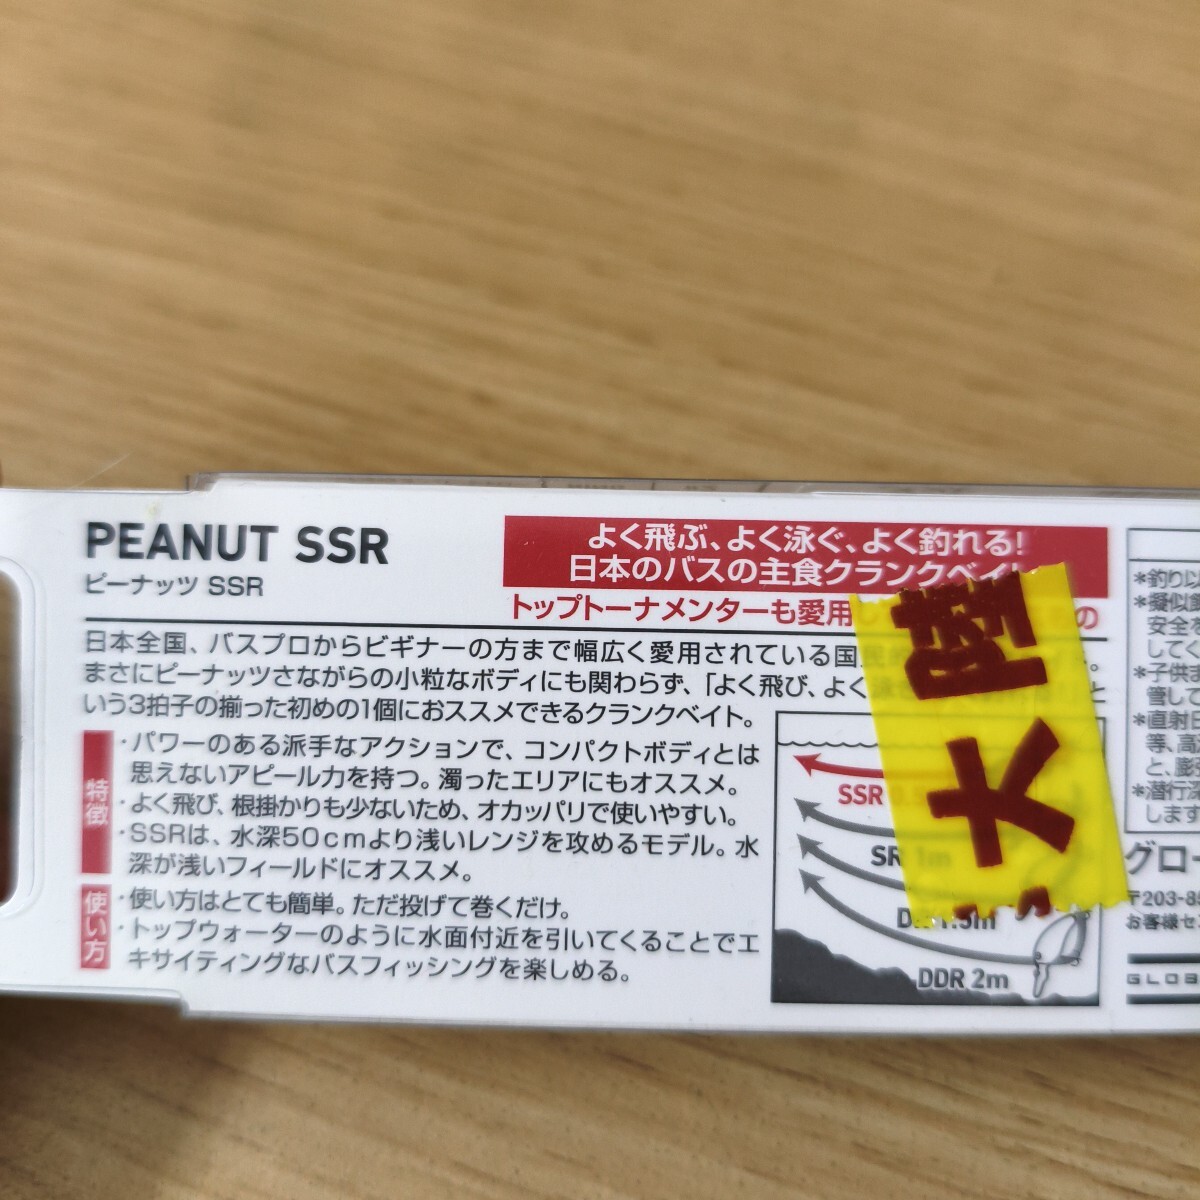 PEANUT SSR
ピーナッツ SSR
よく飛ぶ、よく泳ぐ、よく釣れる!
日本のバスの主食クランクベイト
トップトーナメンターも愛用
の
日本全国、バスプロからビギナーの方まで幅広く愛用されている国民
まさにピーナッツさながらの小粒なボディにも関わらず、「よく飛び、よく
と
いう3拍子の揃った初めの1個におススメできるクランクベイト。
特徴
・パワーのある派手なアクションで、コンパクトボディとは
思えないアピール力を持つ。濁ったエリアにもオススメ。
・よく飛び、根掛かりも少ないため、オカッパリで使いやすい。
・SSRは、水深50cmより浅いレンジを攻めるモデル。水
深が浅いフィールドにオススメ。
使い方
・使い方はとても簡単。ただ投げて巻くだけ。
・トップウォーターのように水面付近を引いてくることでエ
キサイティングなバスフィッシングを楽しめる。
SSR
SR 1m
1.5m
DDR 2m
大陸
*釣り以
*擬似餌
安全を
してく
*子供
管して
*直射日
等、高
と、膨
*潜行深
します
グロー
〒203-8
お客様セン
GLOB